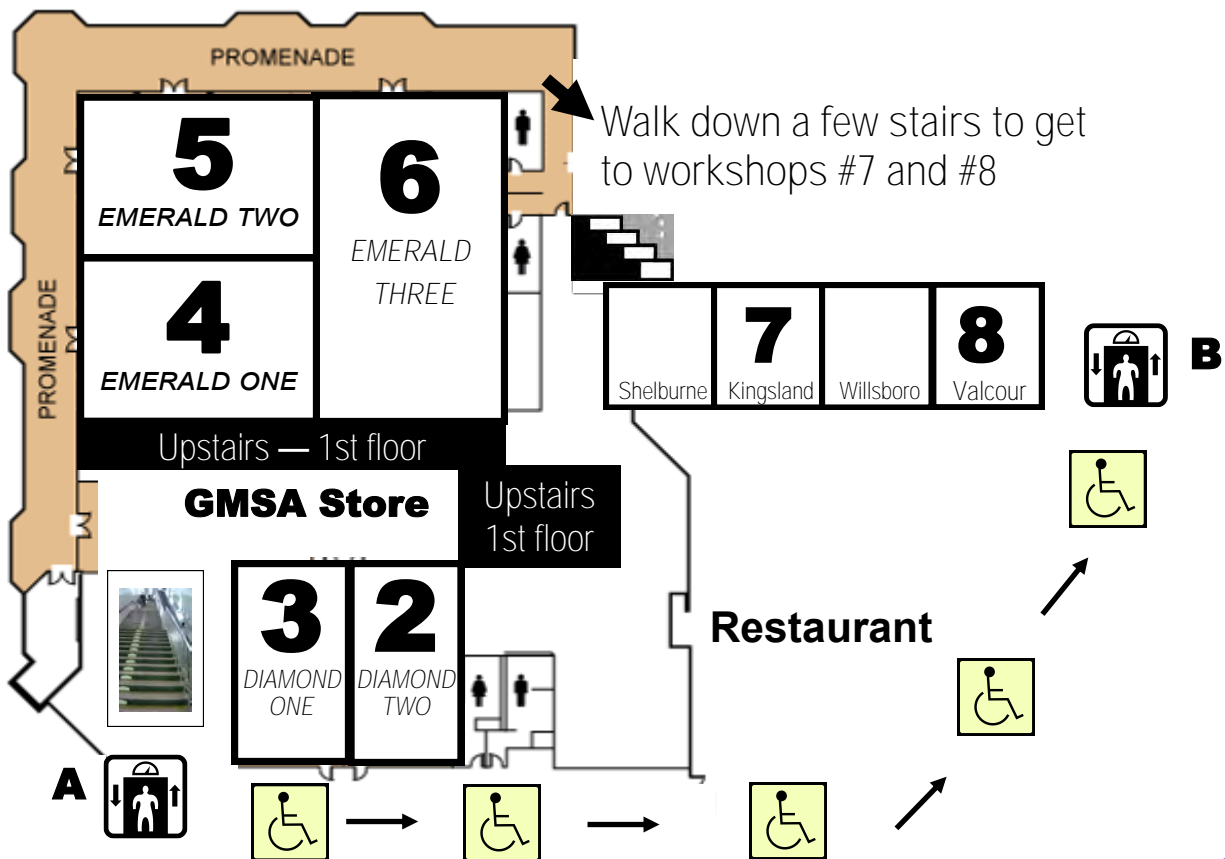 PROMENADE
Walk down a few stairs to get
to workshops #7 and #8
5
EMERALD TWO
6
EMERALD
THREE
PROMENADE
4
EMERALD ONE
Shelburne
7
Kingsland
Willsboro
8
Valcour
B
Upstairs — 1st floor
GMSA Store
Upstairs
1st floor
3
DIAMOND
ONE
2
DIAMOND
TWO
Restaurant
A